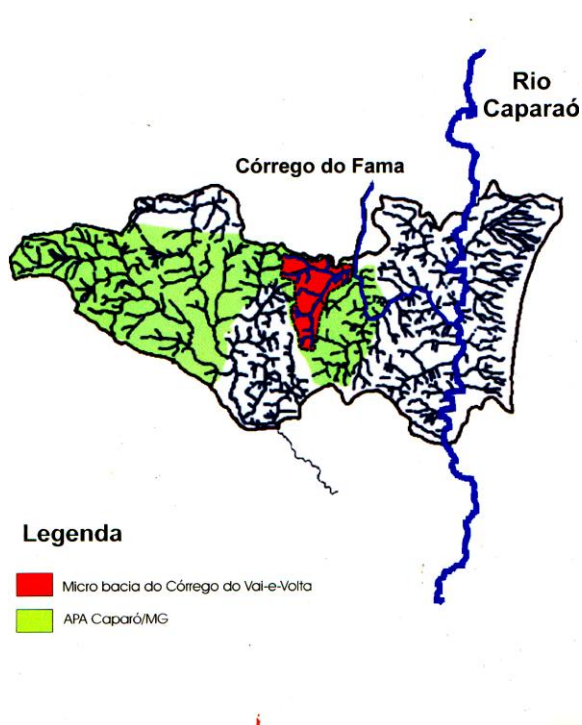 Rio
Caparaó
Córrego do Fama
Legenda
Micro bacia do Córrego do Vai-e-Volta
APA Caparó/MG